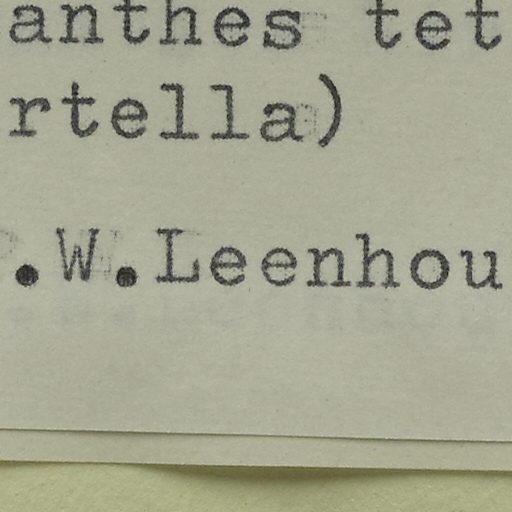 anthes tet
rtella)
.W.Leenhou